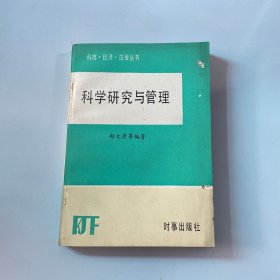 科技·经济·法律丛书
科学研究与管理
赵文彦等编著
时事出版社